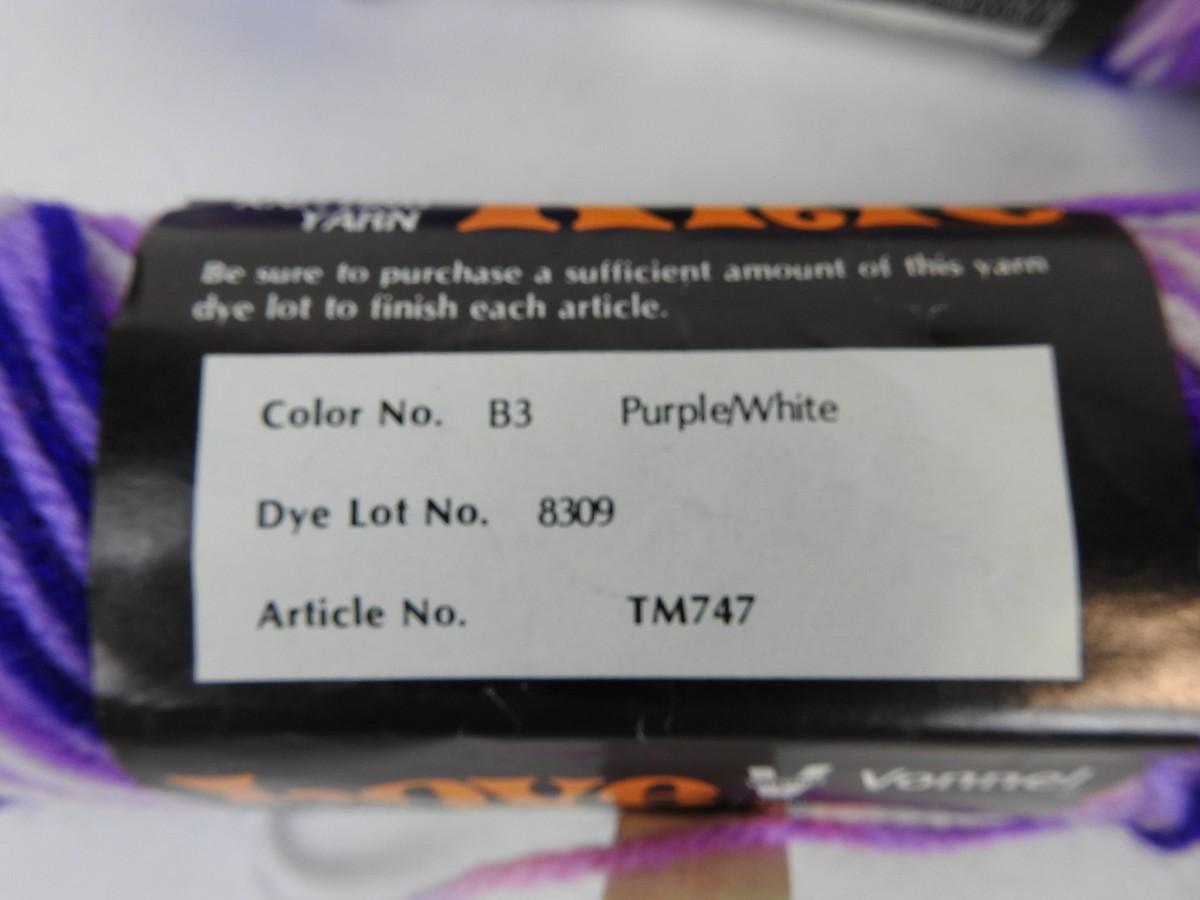 YARN
Be sure to purchase a sufficient amount of this yarn
dye lot to finish each article.
Color No. B3 Purple/White
Dye Lot No. 8309
Article No. TM747
Love Vonnel